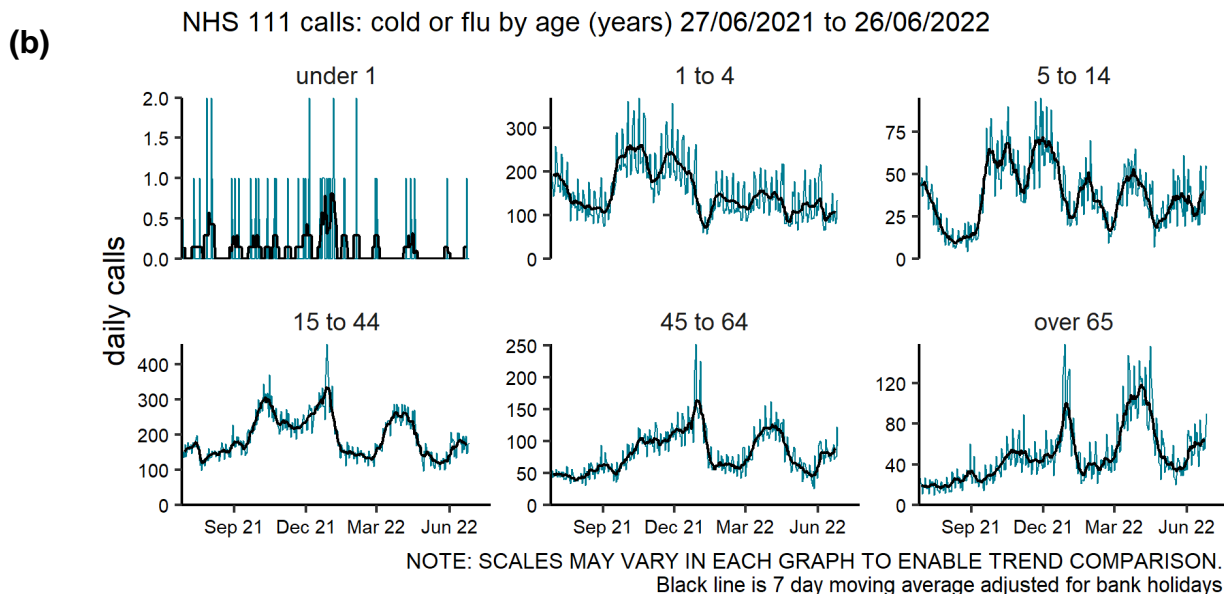 (b)
NHS 111 calls: cold or flu by age (years) 27/06/2021 to 26/06/2022
daily calls
under 1
2.0
1.5
1.0
0.5
0.0
1 to 4
300
200
100
0
5 to 14
75
50
25
0
15 to 44
400
300
200
100
0
Sep 21 Dec 21 Mar 22 Jun 22
45 to 64
250
200
150
100
50
0
Sep 21 Dec 21 Mar 22 Jun 22
over 65
120
80
40
0
Sep 21 Dec 21 Mar 22 Jun 22
NOTE: SCALES MAY VARY IN EACH GRAPH TO ENABLE TREND COMPARISON.
Black line is 7 day moving average adjusted for bank holidays